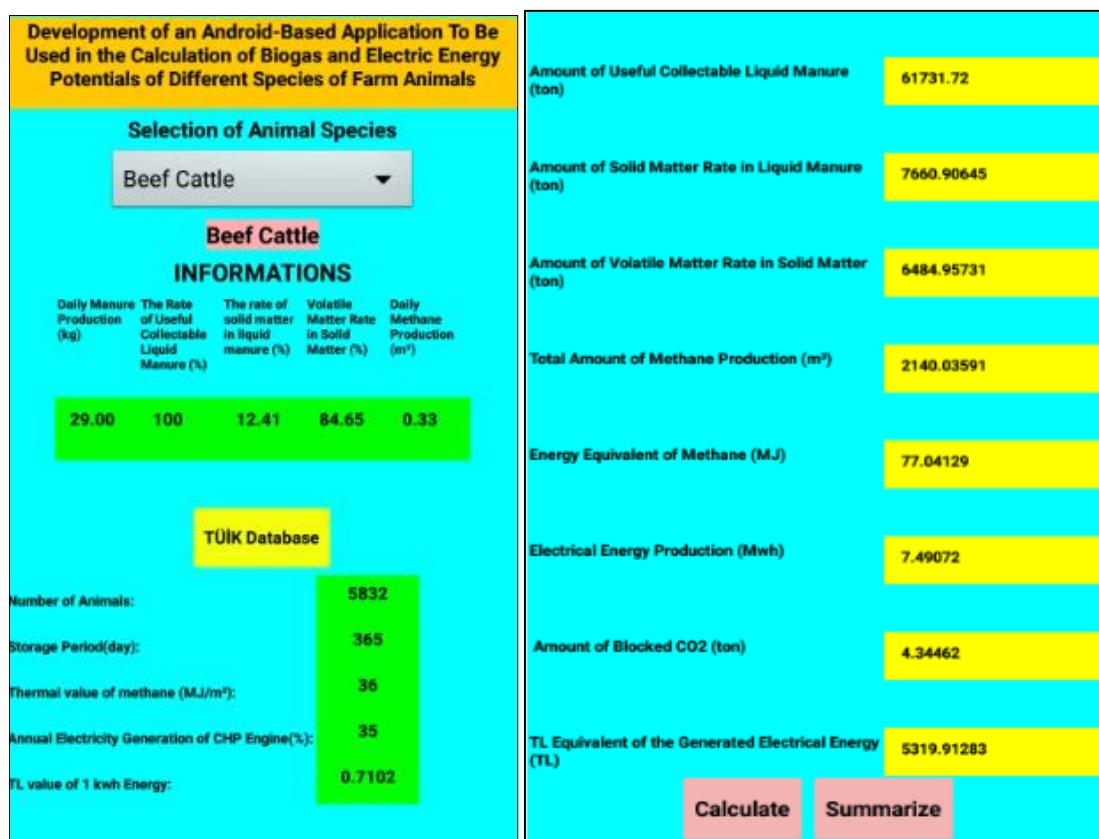 Development of an Android-Based Application To Be
Used in the Calculation of Biogas and Electric Energy
Potentials of Different Species of Farm Animals
Selection of Animal Species
Beef Cattle
Beef Cattle
INFORMATIONS
Daily Manure
Production
(kg)
The Rate
of Useful
Collectable
Liquid
Manure (%)
The rate of
solid matter
in liquid
manure (%)
Volatile
Matter Rate
in Solid
Matter (%)
Daily
Methane
Production
(m³)
29.00 100 12.41 84.65 0.33
TÜİK Database
Number of Animals: 5832
Storage Period(day): 365
Thermal value of methane (MJ/m³): 36
Annual Electricity Generation of CHP Engine(%): 35
TL value of 1 kwh Energy: 0.7102
Amount of Useful Collectable Liquid Manure
(ton)
61731.72
Amount of Solid Matter Rate in Liquid Manure
(ton)
7660.90645
Amount of Volatile Matter Rate in Solid Matter
(ton)
6484.95731
Total Amount of Methane Production (m³) 2140.03591
Energy Equivalent of Methane (MJ) 77.04129
Electrical Energy Production (Mwh) 7.49072
Amount of Blocked CO2 (ton) 4.34462
TL Equivalent of the Generated Electrical Energy
(TL)
5319.91283
Calculate Summarize